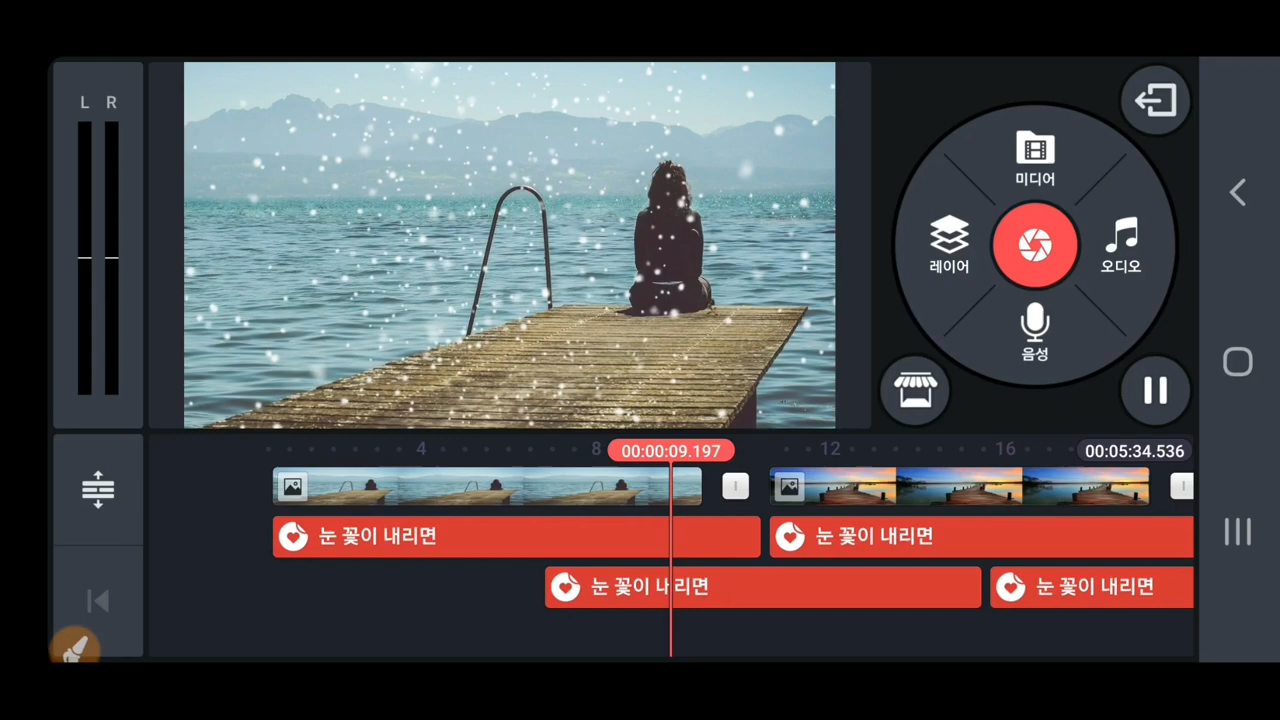 L R
미디어
레이어
오디오
음성
4
8
00:00:09.197
12
16
00:05:34.536
눈 꽃이 내리면
눈 꽃이 내리면
눈 꽃이 내리면
눈 꽃이 내리면